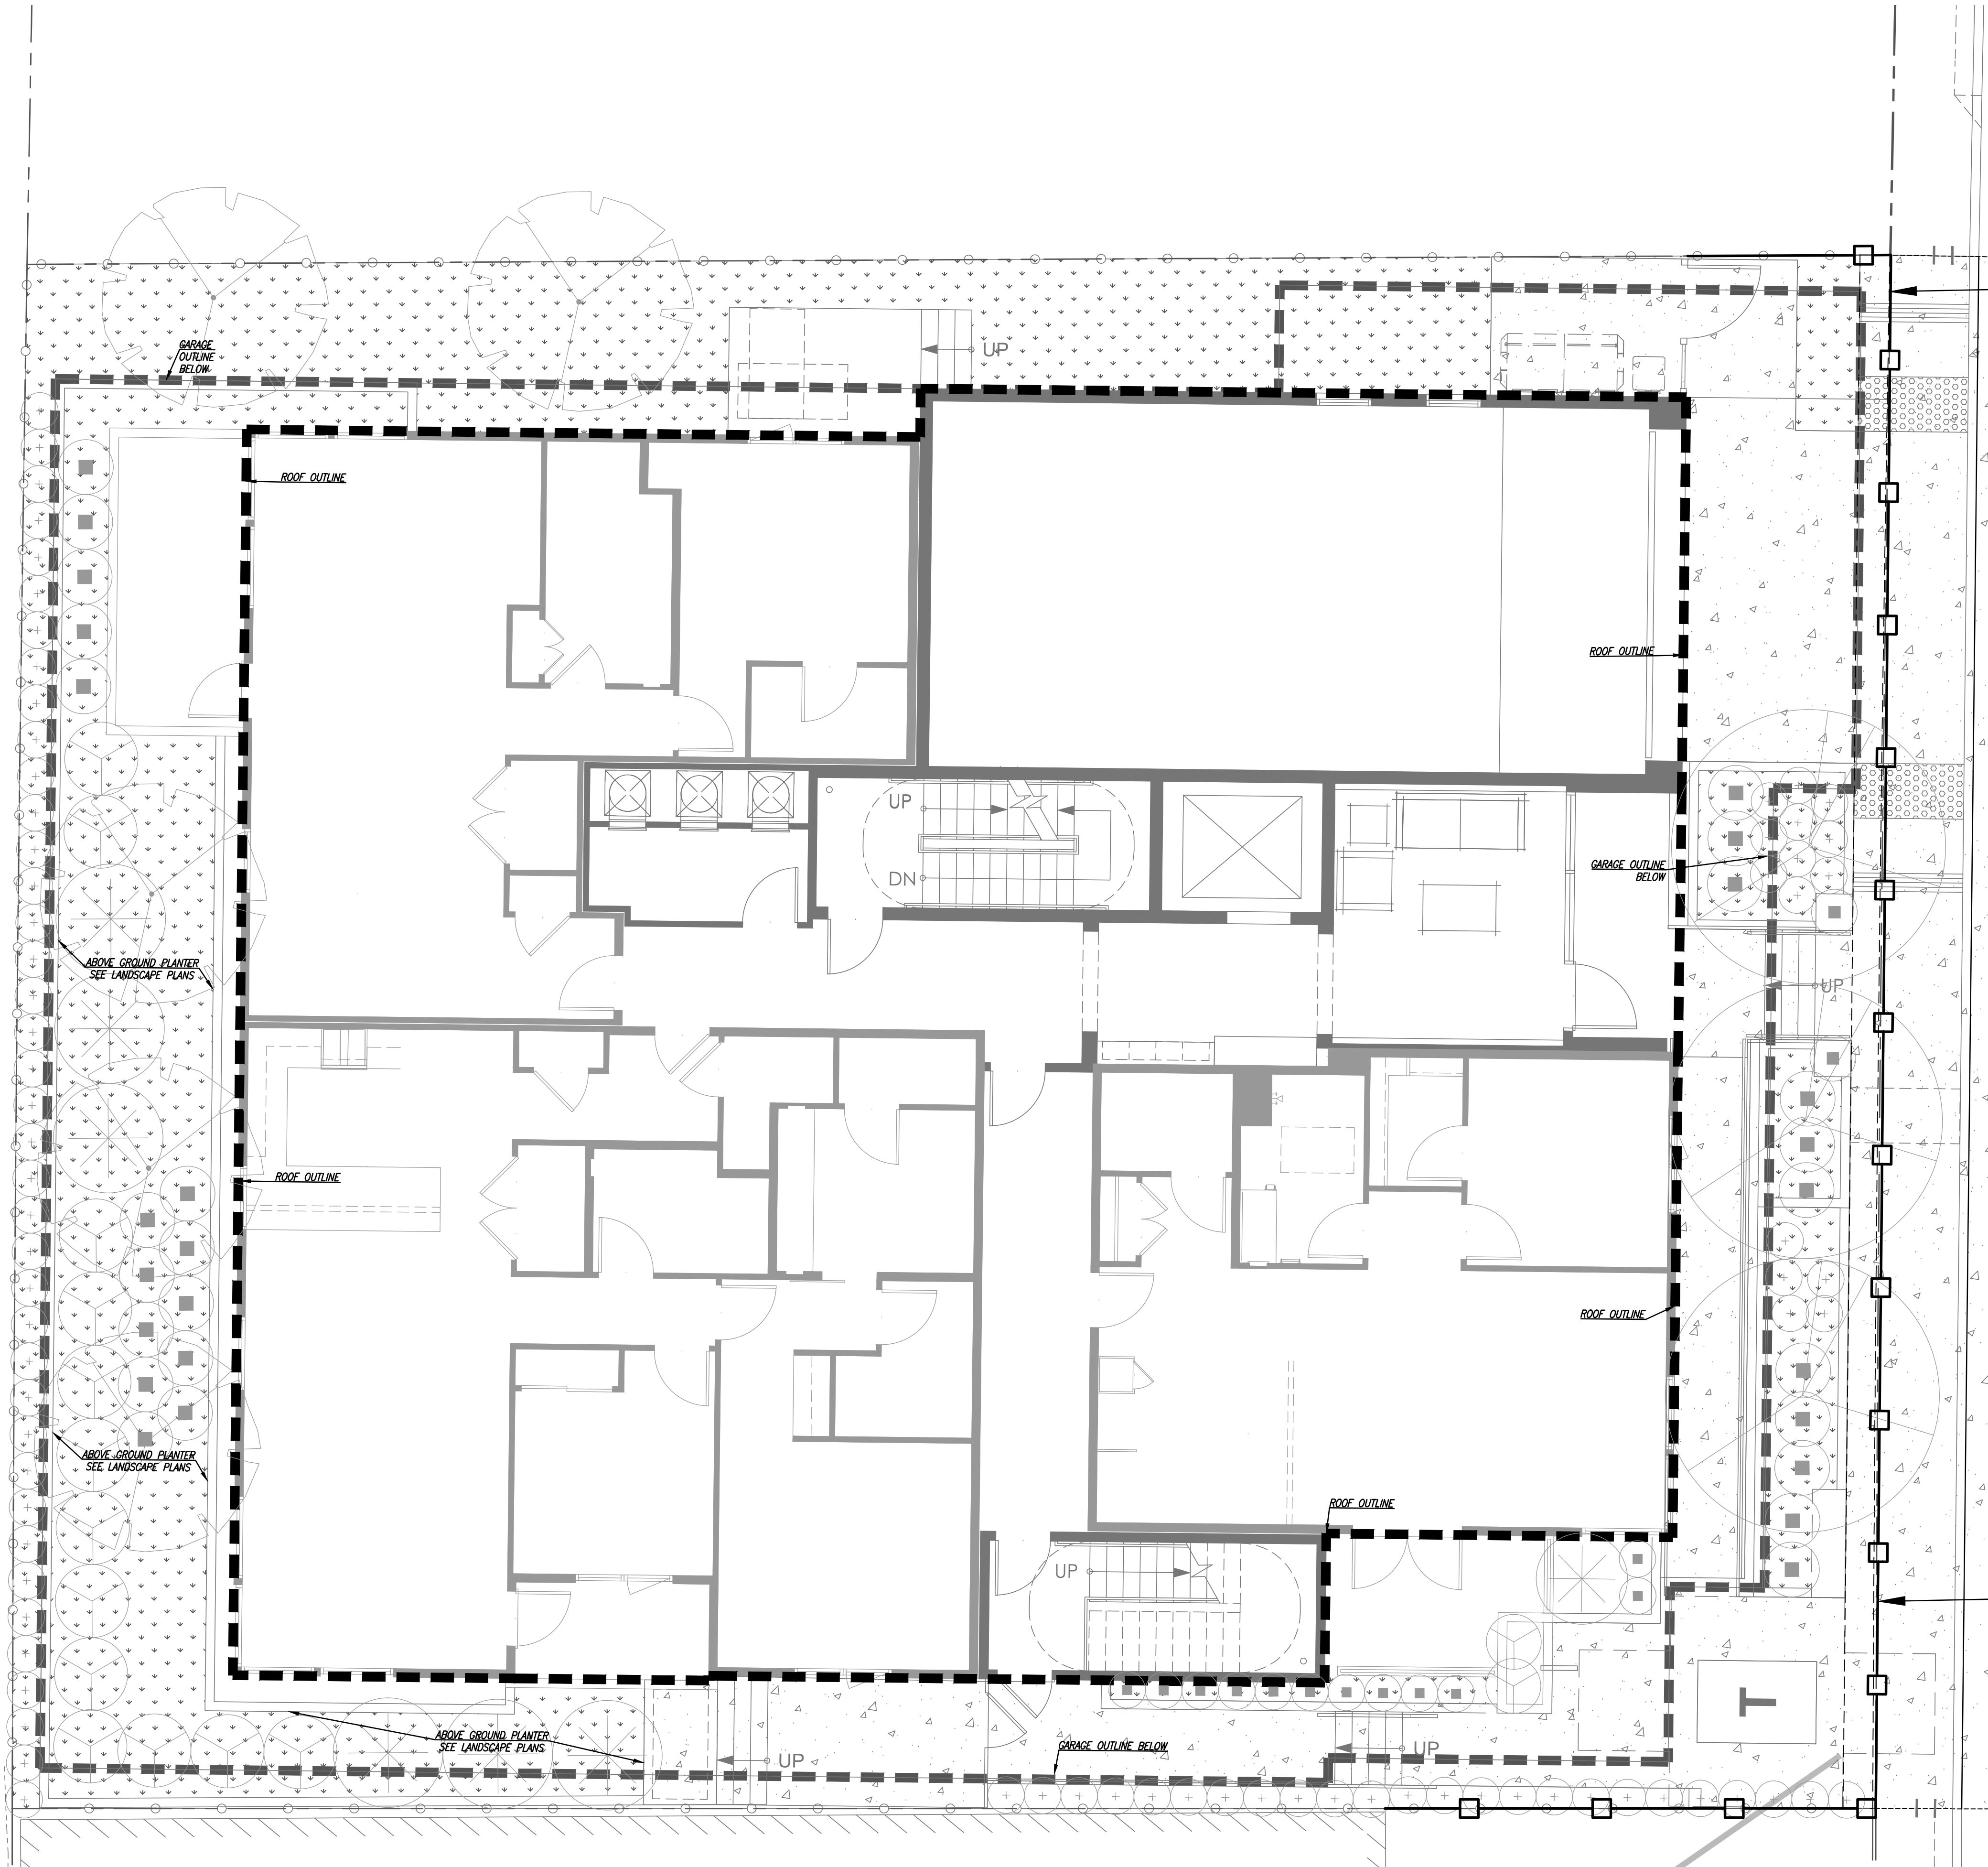 GARAGE
OUTLINE
BELOW
UP
ROOF OUTLINE
ROOF OUTLINE
UP
DN
GARAGE OUTLINE
BELOW
ABOVE GROUND PLANTER
SEE LANDSCAPE PLANS
UP
ROOF OUTLINE
ROOF OUTLINE
ABOVE GROUND PLANTER
SEE LANDSCAPE PLANS
ROOF OUTLINE
UP
ABOVE GROUND PLANTER
SEE LANDSCAPE PLANS
UP
GARAGE OUTLINE BELOW
UP
T